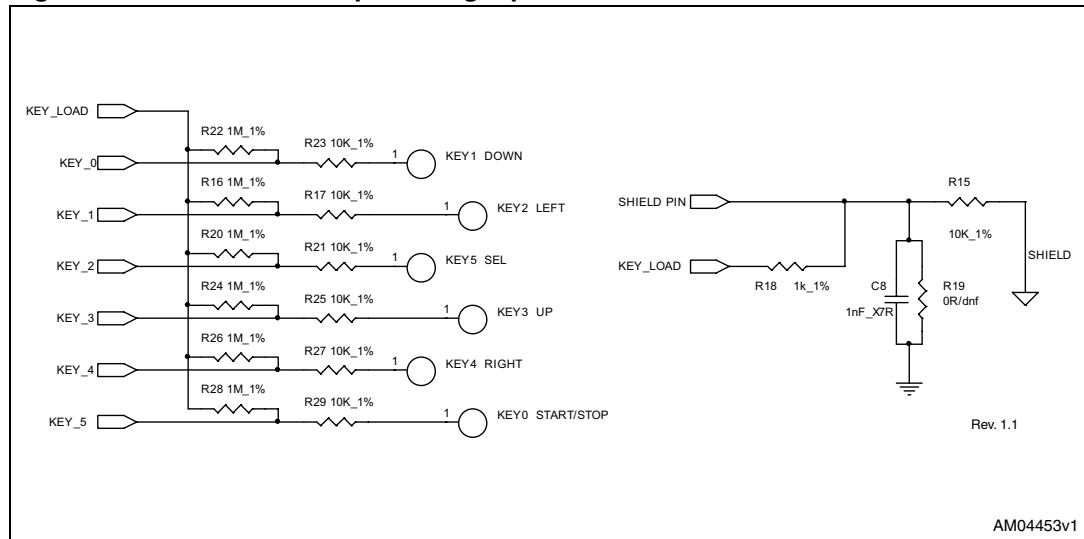 KEY_LOAD
R22 1M_1%
R23 10K_1%
KEY_0
1
KEY1 DOWN
R16 1M_1%
R17 10K_1%
KEY_1
1
KEY2 LEFT
R20 1M_1%
R21 10K_1%
KEY_2
1
KEY5 SEL
R24 1M_1%
R25 10K_1%
KEY_3
1
KEY3 UP
R26 1M_1%
R27 10K_1%
KEY_4
1
KEY4 RIGHT
R28 1M_1%
R29 10K_1%
KEY_5
1
KEY0 START/STOP
R15
SHIELD PIN
10K_1%
KEY_LOAD
SHIELD
R18 1k_1%
C8
1nF_X7R
R19
0R/dnf
Rev. 1.1
AM04453v1